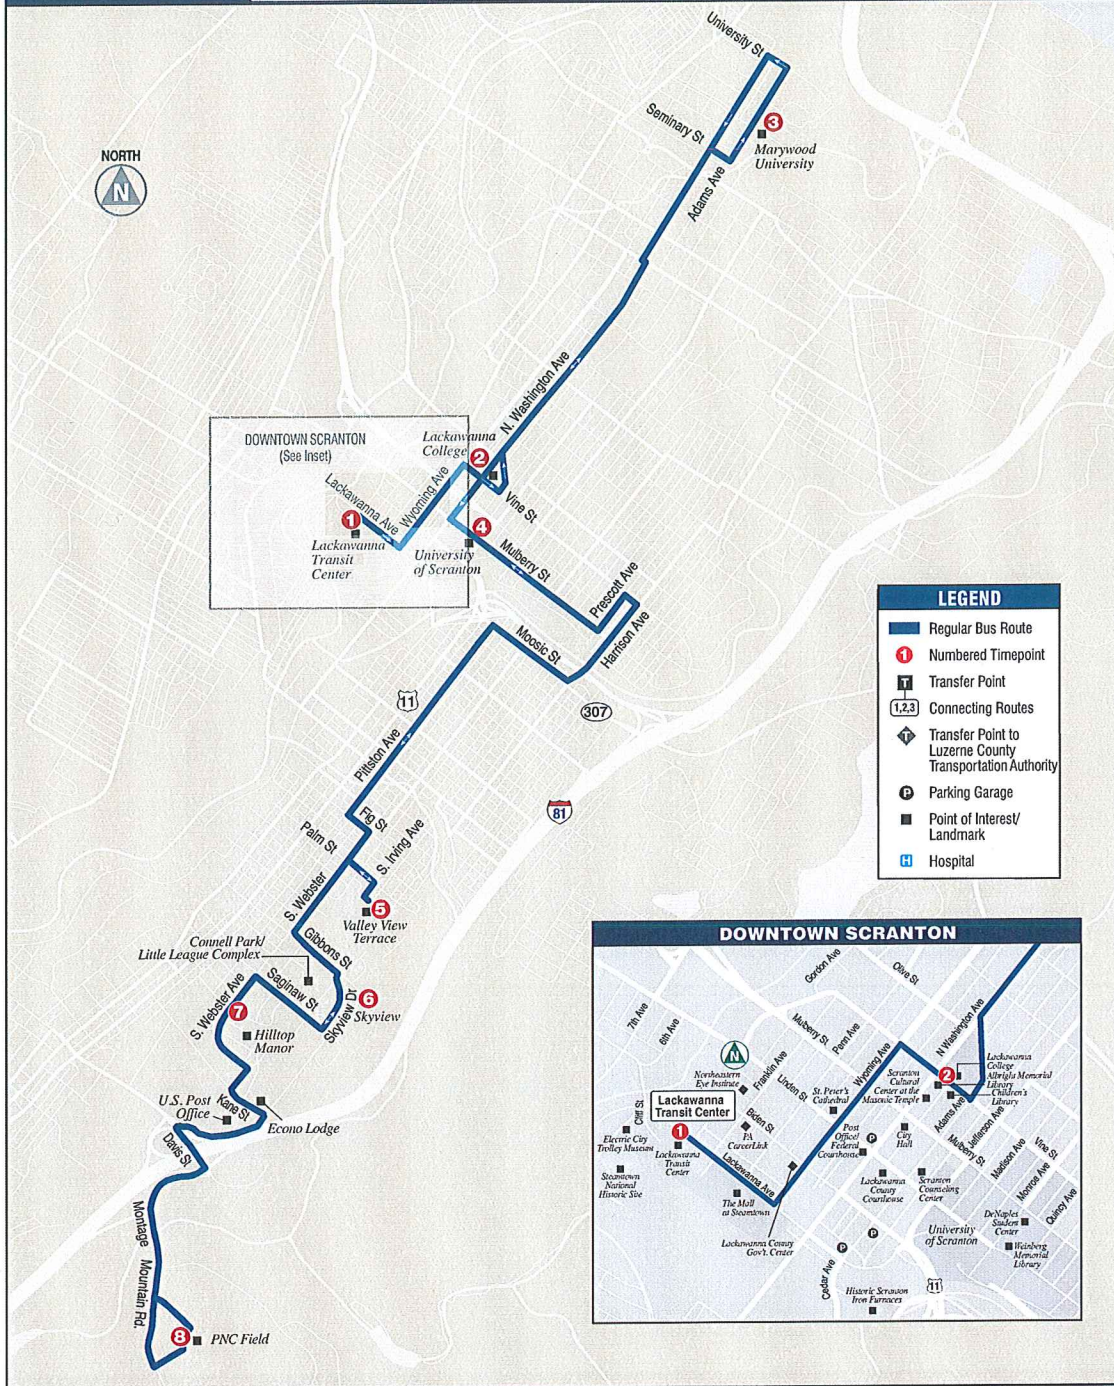 University St
Seminary St
3
Marywood
University
NORTH
N
Adams Ave
N. Washington Ave
DOWNTOWN SCRANTON
(See Inset)
Lackawanna
College
2
Vine St
Lackawanna Ave
Wyoming Ave
1
Lackawanna
Transit
Center
4
University
of Scranton
Mulberry St
Prescott Ave
Harrison Ave
Moosic St
11
307
Pittston Ave
81
Fig St
Palm St
S. Irving Ave
S. Webster
5
Valley View
Terrace
Gibbons St
Connell Park/
Little League Complex
Saginaw St
6
Skyview
Skyview Dr
S. Webster Ave
7
Hilltop
Manor
U.S. Post
Office
Kane St
Econo Lodge
Davis St
Montage Mountain Rd.
8
PNC Field
LEGEND
Regular Bus Route
1 Numbered Timepoint
T Transfer Point
1,2,3 Connecting Routes
T Transfer Point to
Luzerne County
Transportation Authority
P Parking Garage
Point of Interest/
Landmark
H Hospital
DOWNTOWN SCRANTON
Gordon Ave
Olive St
7th Ave
6th Ave
Mulberry St
Penn Ave
Wyoming Ave
N Washington Ave
N
Northeastern
Eye Institute
Franklin Ave
Linden St
St. Peter's
Cathedral
Scranton
Cultural
Center at the
Masonic Temple
2
Lackawanna
College
Albright Memorial
Library
Children's
Library
Lackawanna
Transit Center
1
Cliff St
Biden St
PA
CareerLink
Electric City
Trolley Museum
Lackawanna
Transit
Center
Steamtown
National
Historic Site
Lackawanna Ave
The Mall
at Steamtown
Lackawanna County
Gov't. Center
Post
Office/
Federal
Courthouse
P
City
Hall
Adams Ave
Jefferson Ave
Mulberry St
Madison Ave
Vine St
Monroe Ave
Quincy Ave
Lackawanna
County
Courthouse
Scranton
Counseling
Center
DeNaples
Student
Center
University
of Scranton
Weinberg
Memorial
Library
P
P
Cedar Ave
11
Historic Scranton
Iron Furnaces